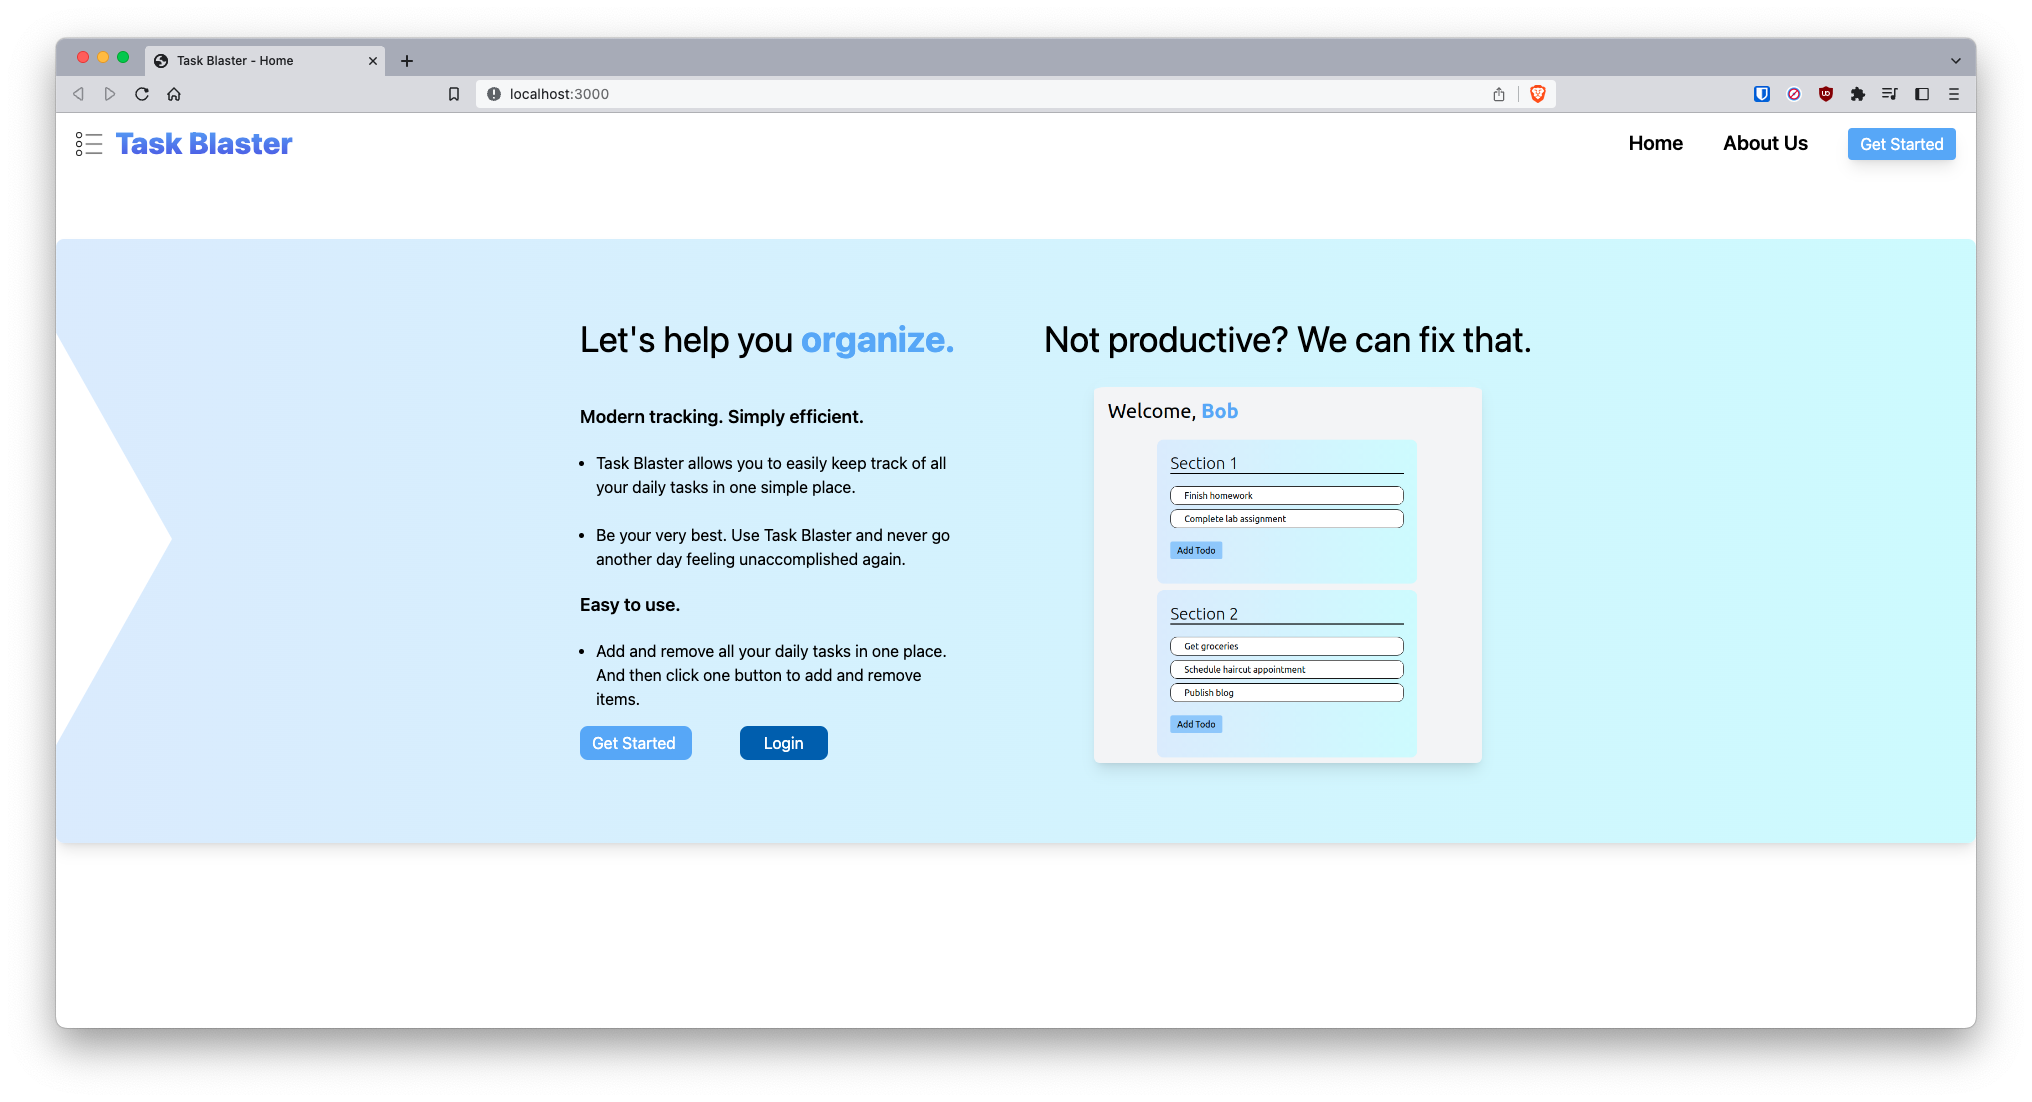 Task Blaster - Home
localhost:3000
Task Blaster
Home
About Us
Get Started
Let's help you organize.
Modern tracking. Simply efficient.
• Task Blaster allows you to easily keep track of all
your daily tasks in one simple place.
• Be your very best. Use Task Blaster and never go
another day feeling unaccomplished again.
Easy to use.
• Add and remove all your daily tasks in one place.
And then click one button to add and remove
items.
Get Started
Login
Not productive? We can fix that.
Welcome, Bob
Section 1
Finish homework
Complete lab assignment
Add Todo
Section 2
Get groceries
Schedule haircut appointment
Publish blog
Add Todo